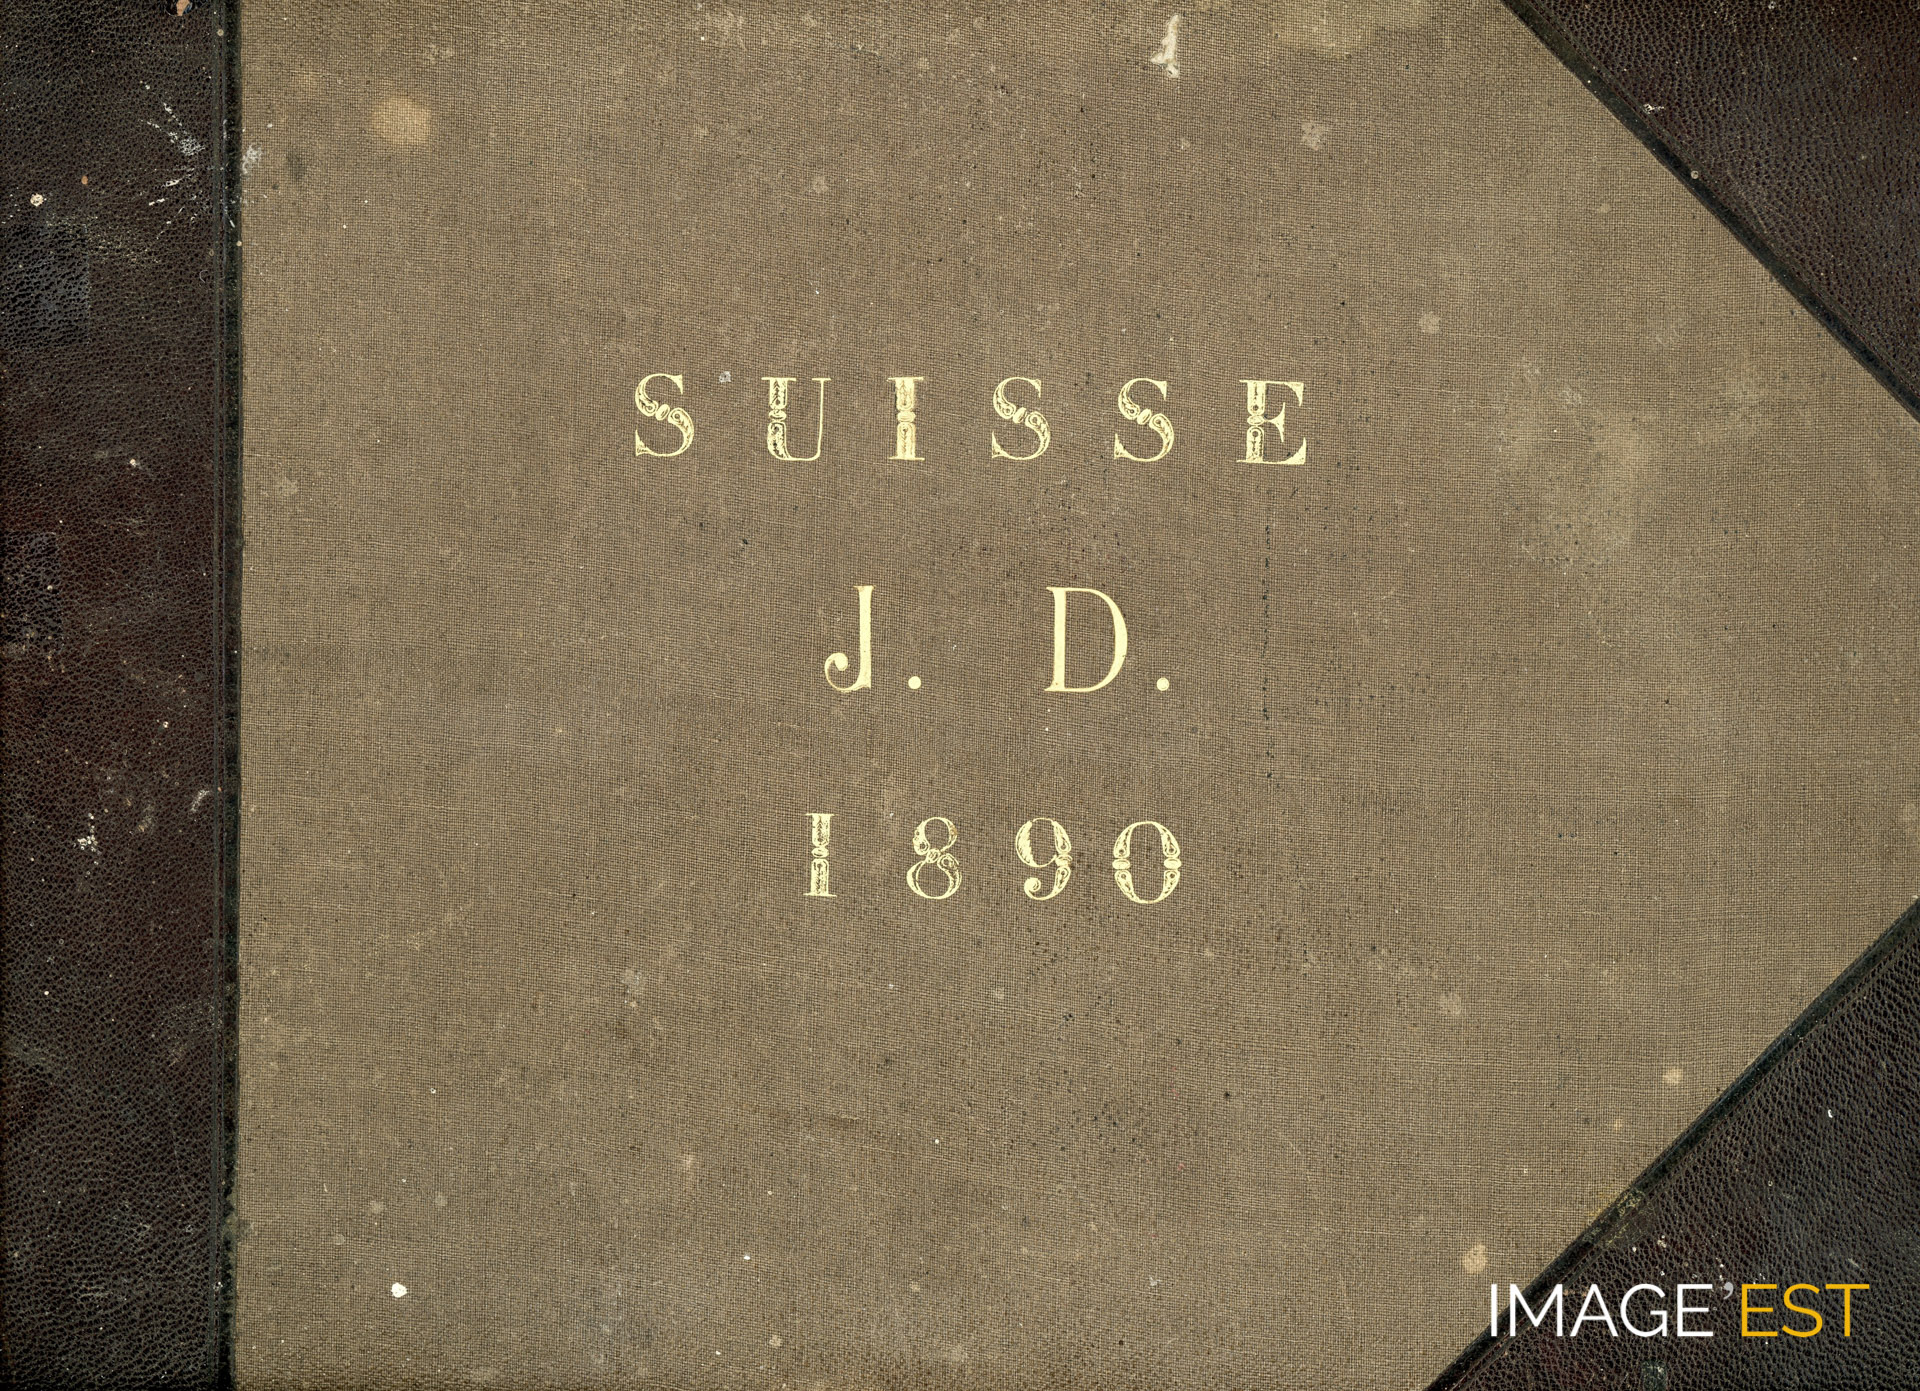 SUISSE
J. D.
1890
IMAGE'EST